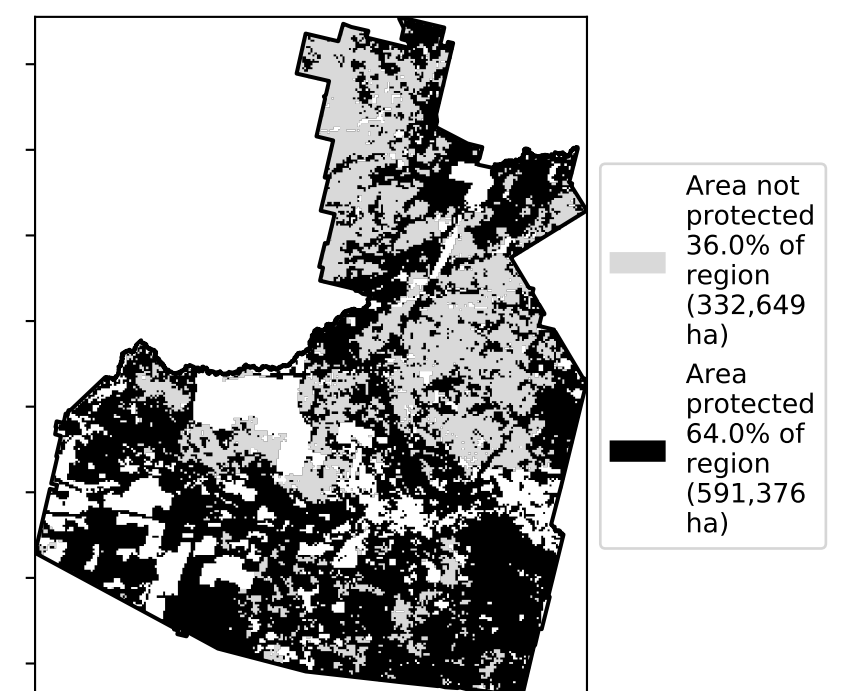 Area not
protected
36.0% of
region
(332,649
ha)
Area
protected
64.0% of
region
(591,376
ha)